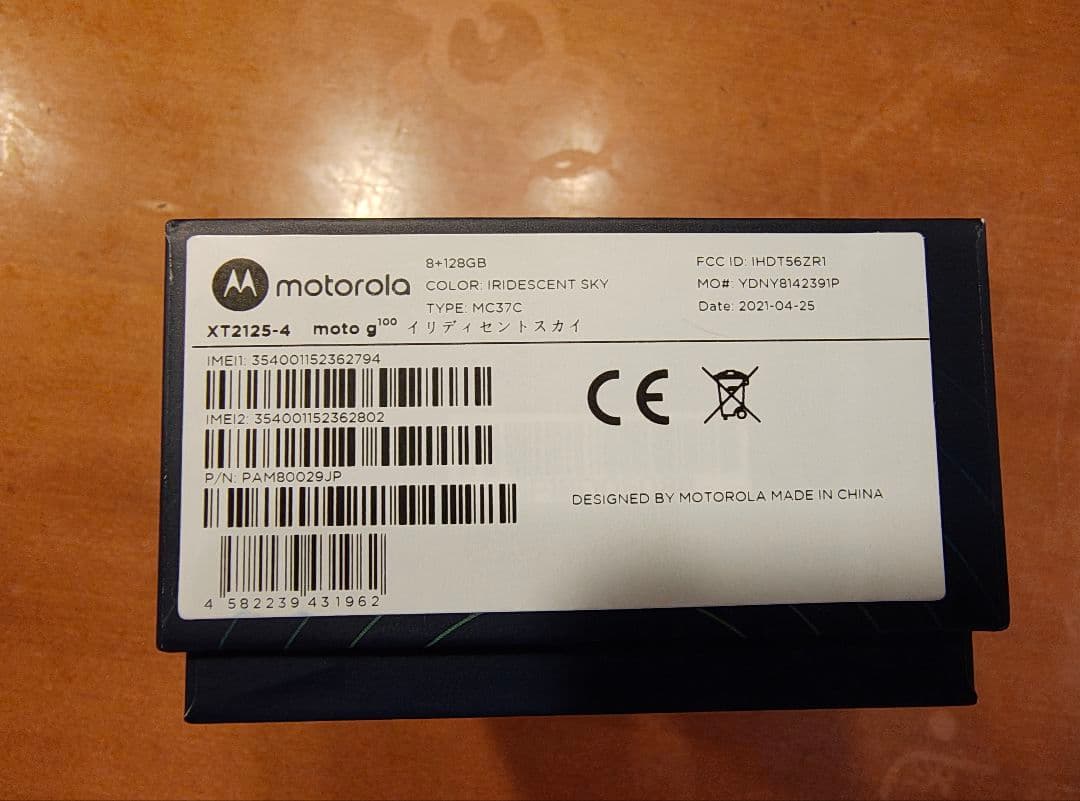 motorola
8+128GB
COLOR: IRIDESCENT SKY
TYPE: MC37C
XT2125-4 moto g100 イリディセントスカイ
FCC ID: IHDT56ZR1
MO#: YDNY8142391P
Date: 2021-04-25
IMEI1: 354001152362794
IMEI2: 354001152362802
P/N: PAM80029JP
4 582239 431962
CE
DESIGNED BY MOTOROLA MADE IN CHINA